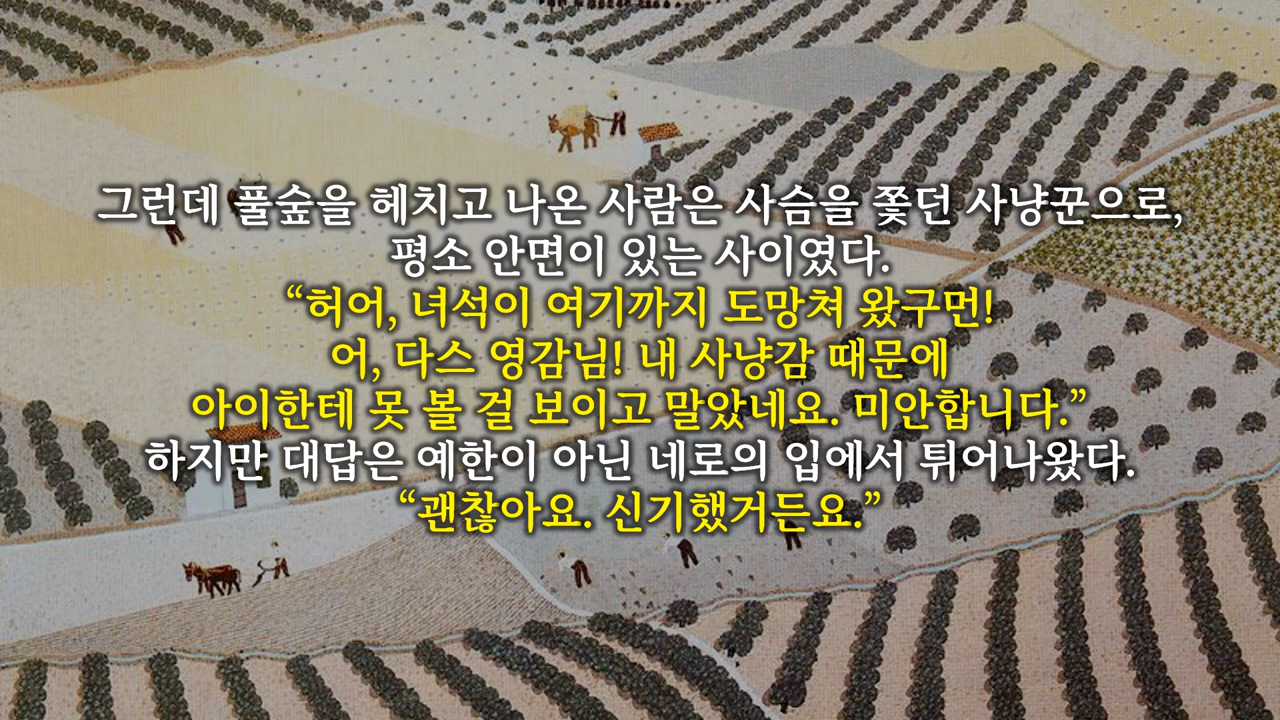 그런데 풀숲을 헤치고 나온 사람은 사슴을 쫓던 사냥꾼으로,
평소 안면이 있는 사이였다.
“허어, 녀석이 여기까지 도망쳐 왔구먼!
어, 다스 영감님! 내 사냥감 때문에
아이한테 못 볼 걸 보이고 말았네요. 미안합니다.”
하지만 대답은 예한이 아닌 네로의 입에서 튀어나왔다.
“괜찮아요. 신기했거든요.”